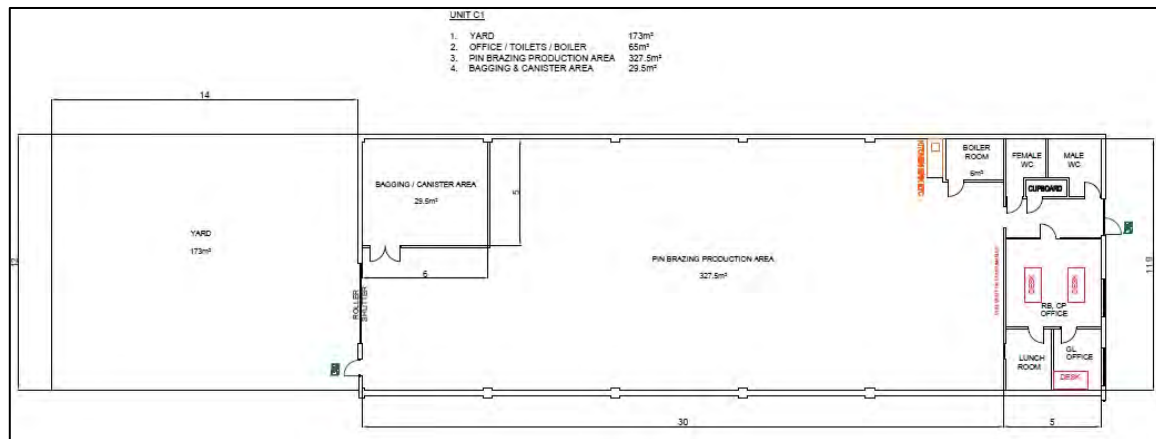 UNIT C1
1. YARD 173m²
2. OFFICE / TOILETS / BOILER 65m²
3. PIN BRAZING PRODUCTION AREA 327.5m²
4. BAGGING & CANISTER AREA 29.5m²
14
12
YARD
173m²
BAGGING / CANISTER AREA
29.5m²
5
6
ROLLER
SHUTTER
PIN BRAZING PRODUCTION AREA
327.5m²
BOILER
ROOM
6m²
FEMALE
WC
MALE
WC
CUPBOARD
DESK
DESK
RB, CP
OFFICE
LUNCH
ROOM
GL
OFFICE
DESK
30
5